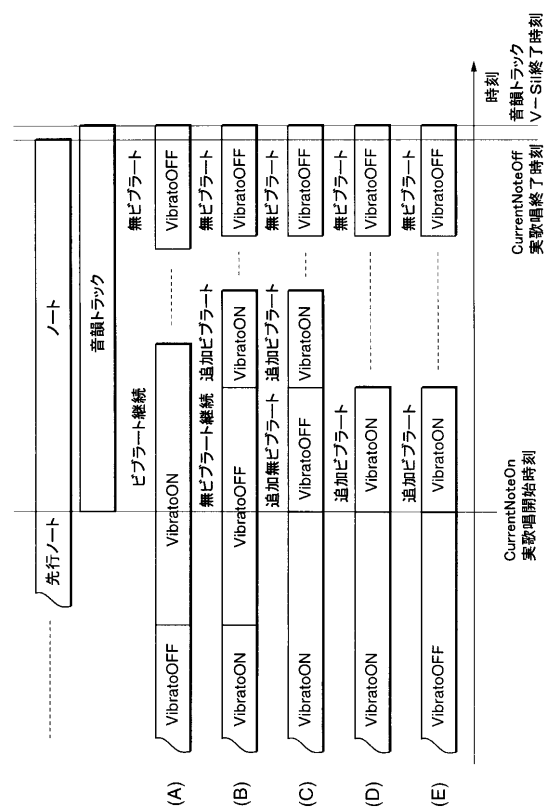 先行ノート
ノート
音韻トラック
ビブラート継続
無ビブラート
(A)
VibratoOFF
VibratoON
VibratoOFF
無ビブラート継続
追加ビブラート
無ビブラート
(B)
VibratoON
VibratoOFF
VibratoON
VibratoOFF
追加無ビブラート
追加ビブラート
無ビブラート
(C)
VibratoON
VibratoOFF
VibratoON
VibratoOFF
追加ビブラート
無ビブラート
(D)
VibratoON
VibratoON
VibratoOFF
追加ビブラート
無ビブラート
(E)
VibratoOFF
VibratoON
VibratoOFF
時刻
CurrentNoteOn
実歌唱開始時刻
CurrentNoteOff
実歌唱終了時刻
音韻トラック
V－Sil終了時刻